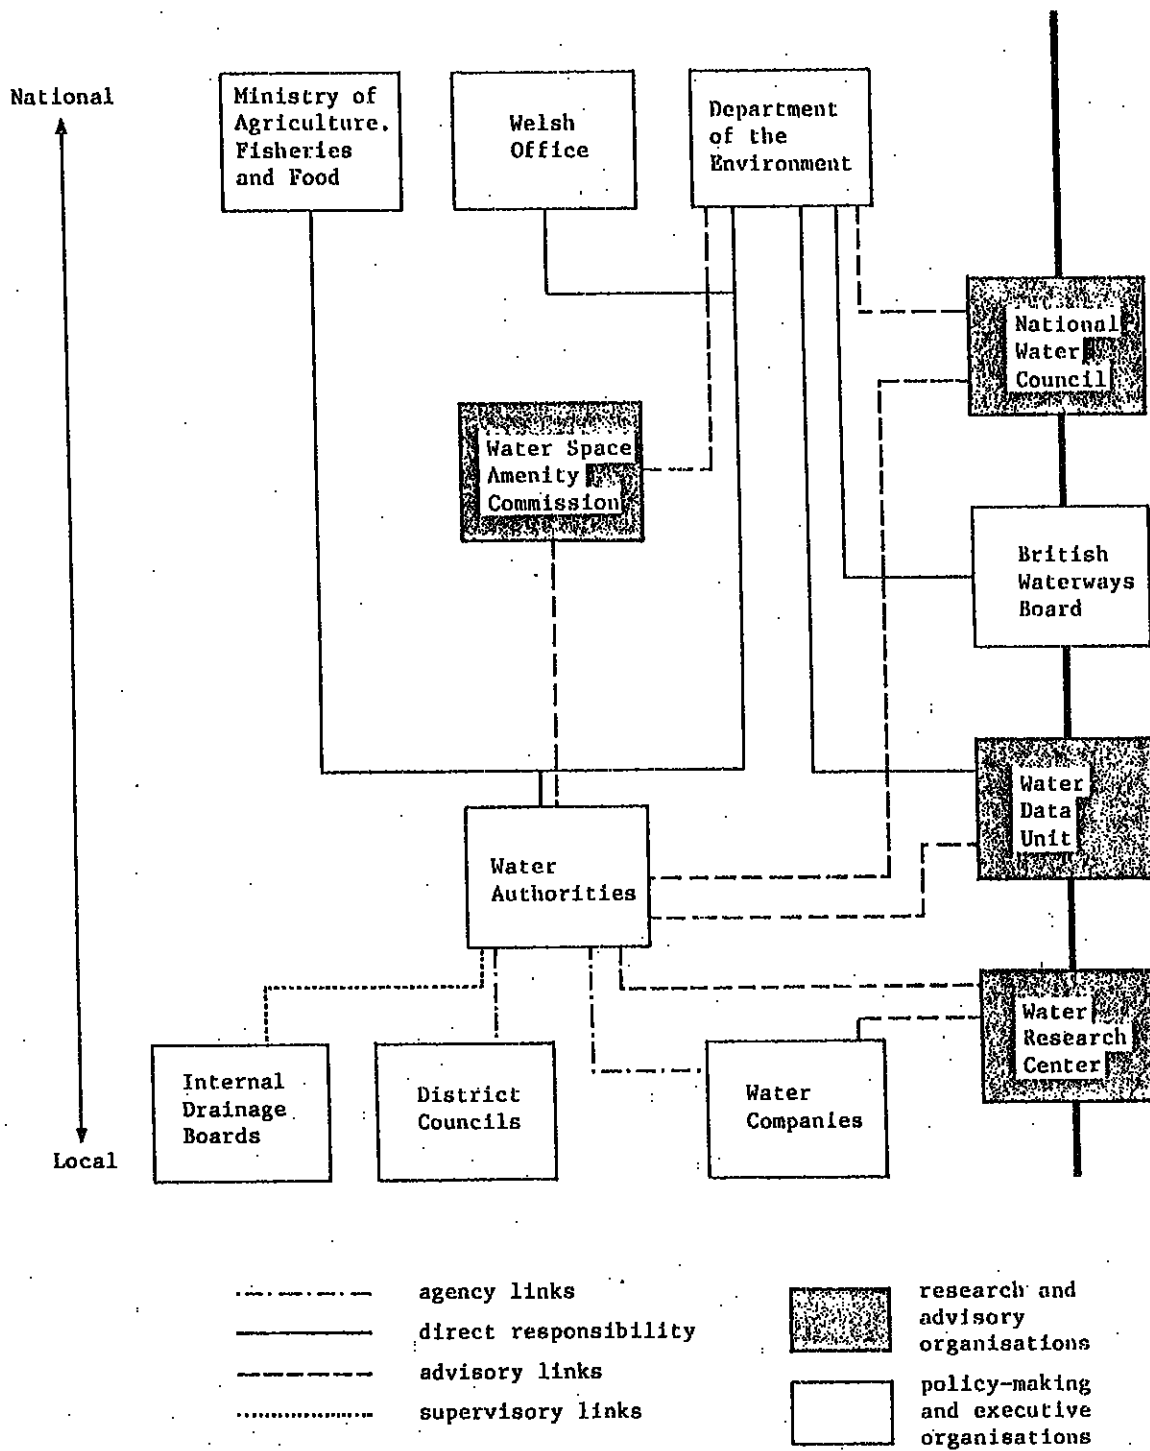 National
Ministry of
Agriculture.
Fisheries
and Food
Welsh
Office
Department
of the
Environment
National
Water
Council
Water Space
Amenity
Commission
British
Waterways
Board
Water
Data
Unit
Water
Authorities
Water
Research
Center
Internal
Drainage
Boards
District
Councils
Water
Companies
Local
agency links
direct responsibility
advisory links
supervisory links
research and
advisory
organisations
policy-making
and executive
organisations